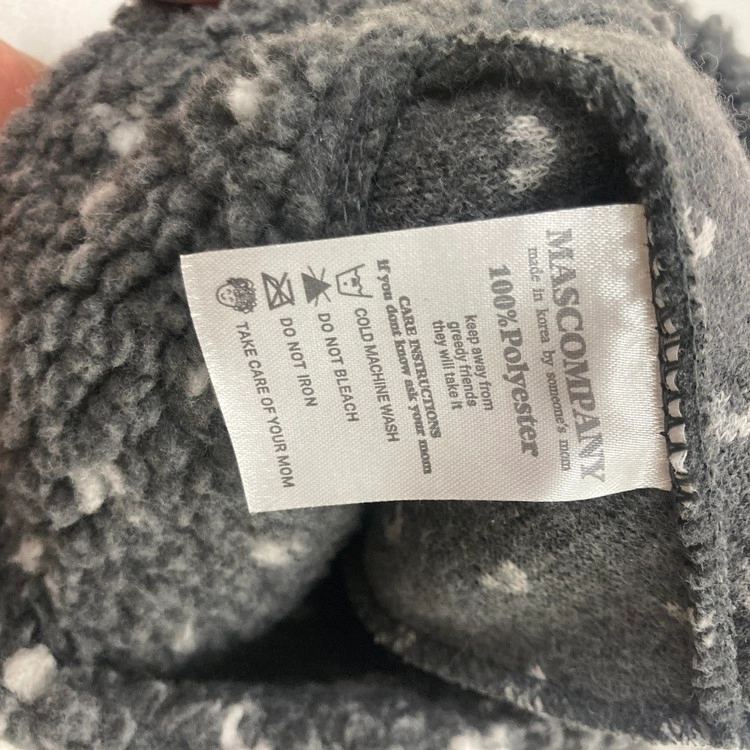 MASCOMPANY
made in korea by someone's mom
100%Polyester
keep away from
greedy friends
they will take it
CARE INSTRUCTIONS
if you dont know ask your mom
COLD MACHINE WASH
DO NOT BLEACH
DO NOT IRON
TAKE CARE OF YOUR MOM